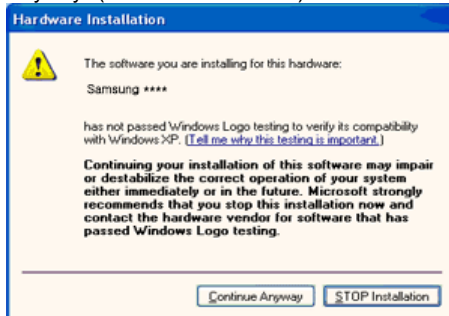 Hardware Installation
The software you are installing for this hardware:
Samsung ****
has not passed Windows Logo testing to verify its compatibility
with Windows XP. (Tell me why this testing is important.)
Continuing your installation of this software may impair
or destabilize the correct operation of your system
either immediately or in the future. Microsoft strongly
recommends that you stop this installation now and
contact the hardware vendor for software that has
passed Windows Logo testing.
Continue Anyway STOP Installation